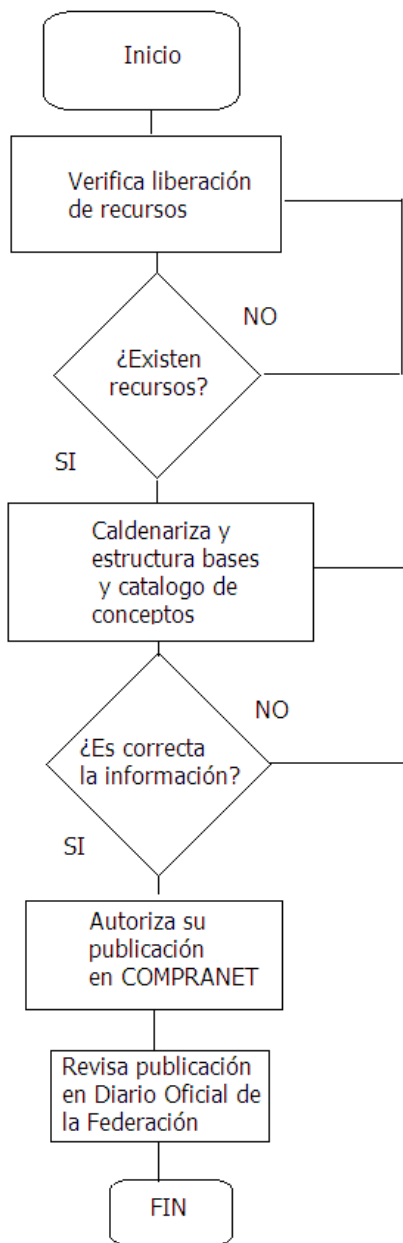 Inicio
Verifica liberación
de recursos
NO
¿Existen
recursos?
SI
Caldenariza y
estructura bases
y catalogo de
conceptos
NO
¿Es correcta
la información?
SI
Autoriza su
publicación
en COMPRANET
Revisa publicación
en Diario Oficial de
la Federación
FIN